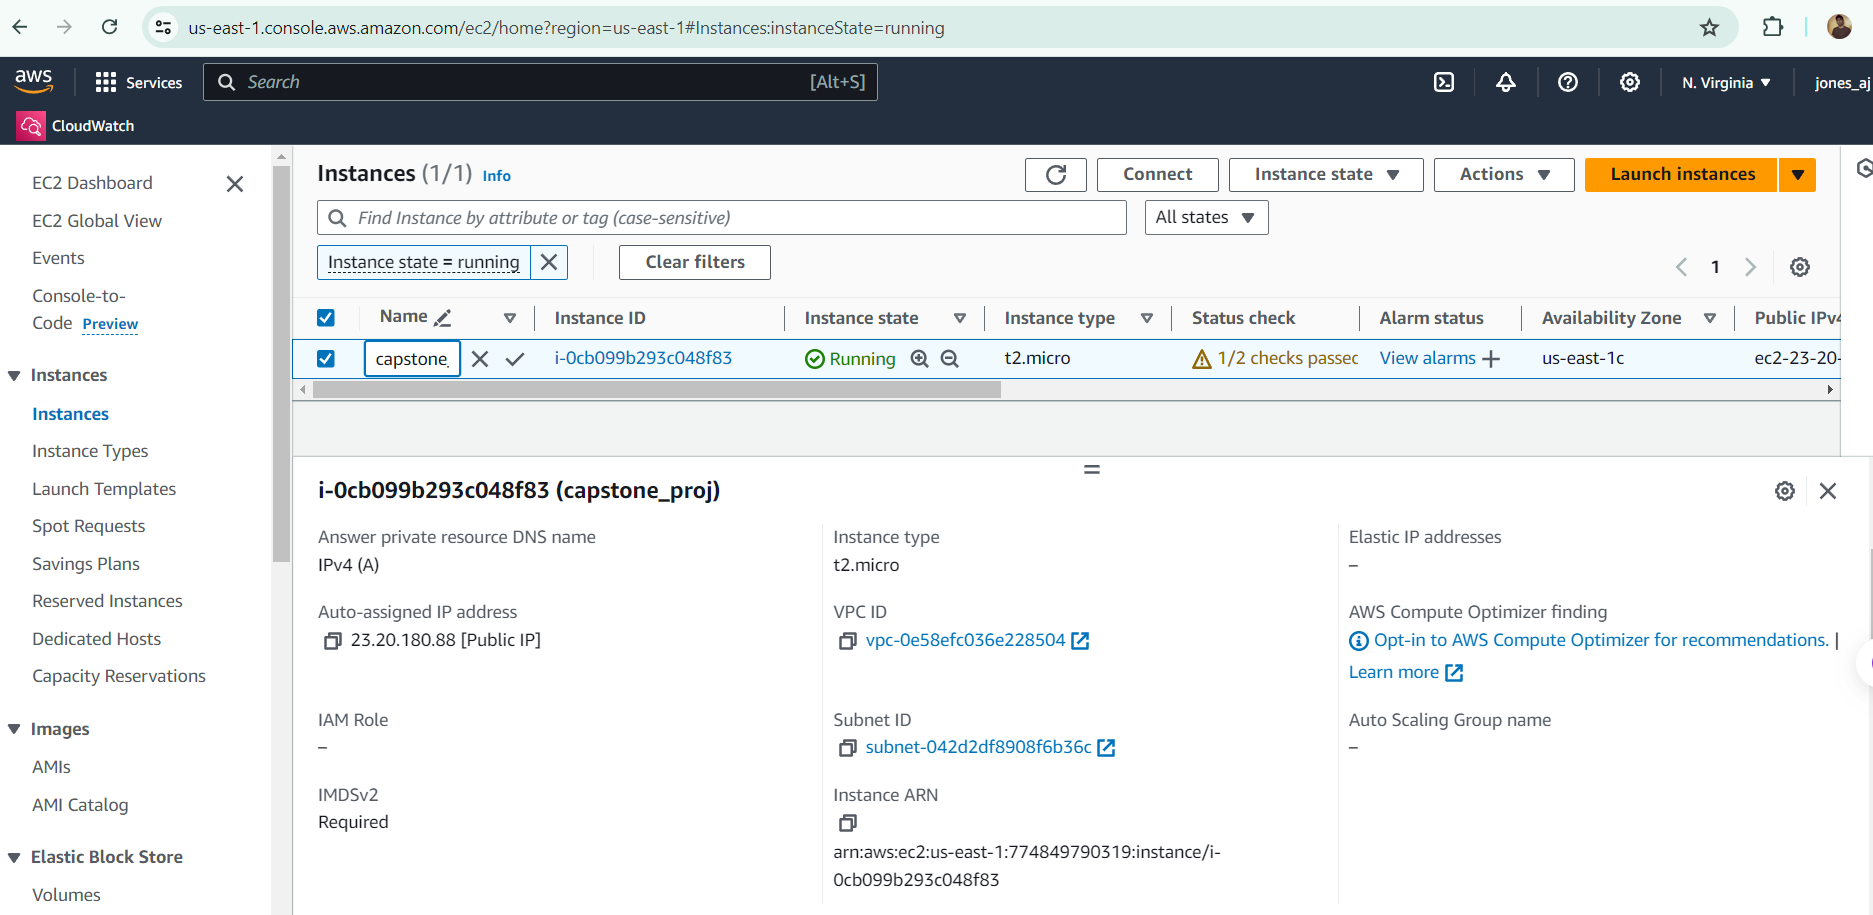 us-east-1.console.aws.amazon.com/ec2/home?region=us-east-1#Instances:instanceState=running
aws Services Search [Alt+S] N. Virginia jones_aj
CloudWatch
EC2 Dashboard
EC2 Global View
Events
Console-to-
Code Preview
Instances
Instances
Instance Types
Launch Templates
Spot Requests
Savings Plans
Reserved Instances
Dedicated Hosts
Capacity Reservations
Images
AMIs
AMI Catalog
Elastic Block Store
Volumes
Instances (1/1) Info Connect Instance state Actions Launch instances
Find Instance by attribute or tag (case-sensitive) All states
Instance state = running Clear filters
1
Name Instance ID Instance state Instance type Status check Alarm status Availability Zone Public IPv4
capstone_ i-0cb099b293c048f83 Running t2.micro 1/2 checks passec View alarms + us-east-1c ec2-23-20-
i-0cb099b293c048f83 (capstone_proj)
Answer private resource DNS name
IPv4 (A)
Instance type
t2.micro
Elastic IP addresses
–
Auto-assigned IP address
23.20.180.88 [Public IP]
VPC ID
vpc-0e58efc036e228504
AWS Compute Optimizer finding
Opt-in to AWS Compute Optimizer for recommendations. |
Learn more
IAM Role
–
Subnet ID
subnet-042d2df8908f6b36c
Auto Scaling Group name
–
IMDSv2
Required
Instance ARN
arn:aws:ec2:us-east-1:774849790319:instance/i-
0cb099b293c048f83